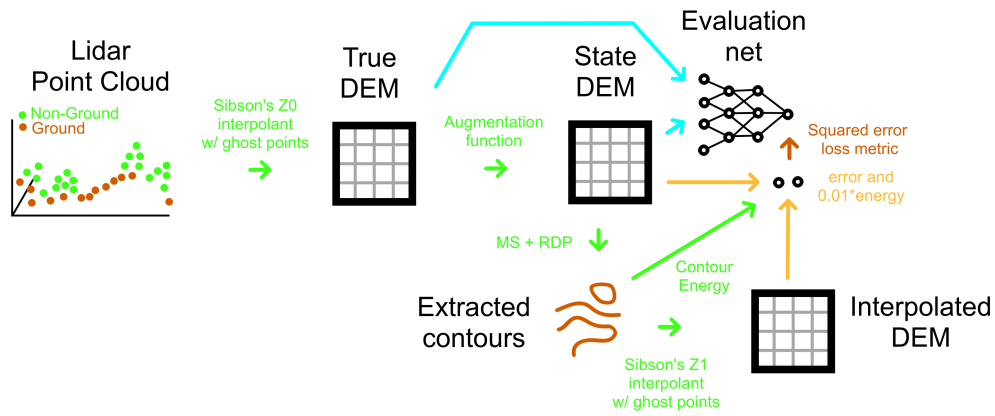 Lidar
Point Cloud
Non-Ground
Ground
Sibson's Z0
interpolant
w/ ghost points
True
DEM
Augmentation
function
State
DEM
Evaluation
net
Squared error
loss metric
error and
0.01*energy
MS + RDP
Contour
Energy
Extracted
contours
Sibson's Z1
interpolant
w/ ghost points
Interpolated
DEM